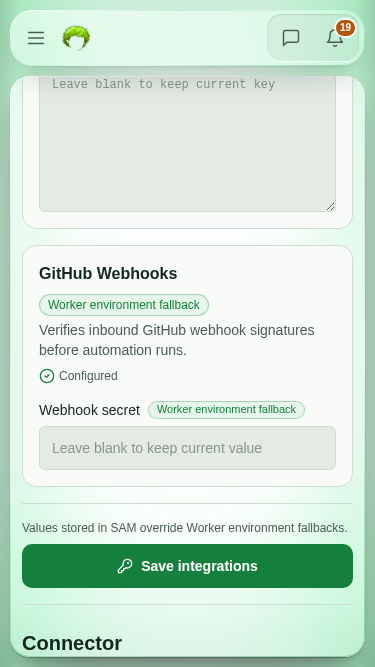 19
Leave blank to keep current key
GitHub Webhooks
Worker environment fallback
Verifies inbound GitHub webhook signatures
before automation runs.
Configured
Webhook secret Worker environment fallback
Leave blank to keep current value
Values stored in SAM override Worker environment fallbacks.
Save integrations
Connector